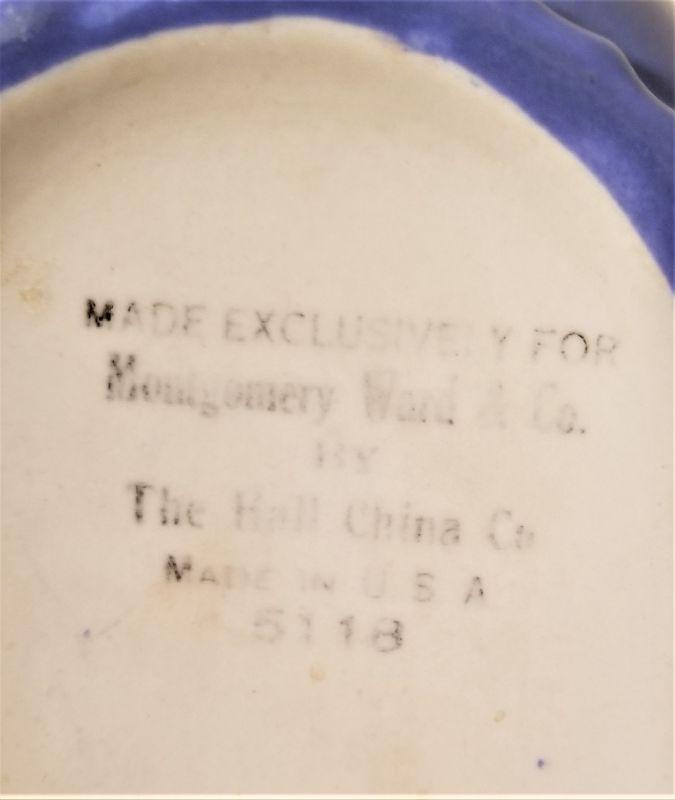 MADE EXCLUSIVELY FOR
Montgomery Ward & Co.
BY
The Hall China Co
MADE IN U S A
5118